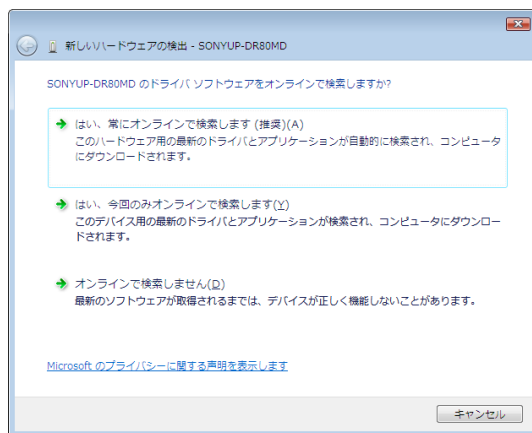 新しいハードウェアの検出 - SONYUP-DR80MD
SONYUP-DR80MD のドライバ ソフトウェアをオンラインで検索しますか?
はい、常にオンラインで検索します (推奨)(A)
このハードウェア用の最新のドライバとアプリケーションが自動的に検索され、コンピュータ
にダウンロードされます。
はい、今回のみオンラインで検索します(Y)
このデバイス用の最新のドライバとアプリケーションが検索され、コンピュータにダウンロー
ドされます。
オンラインで検索しません(D)
最新のソフトウェアが取得されるまでは、デバイスが正しく機能しないことがあります。
Microsoft のプライバシーに関する声明を表示します
キャンセル